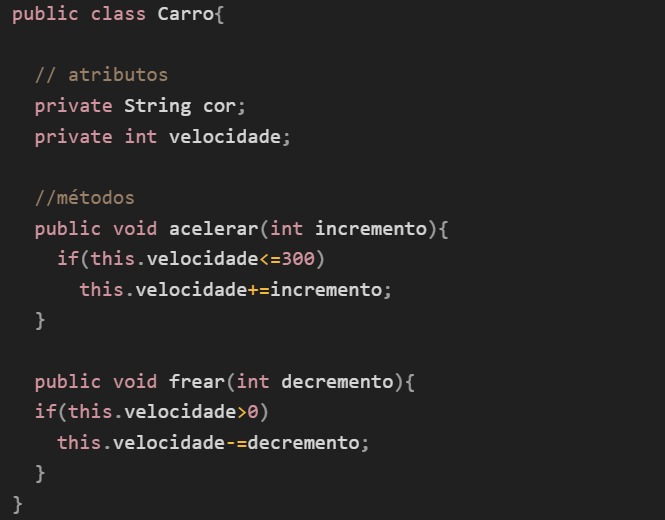 public class Carro{
// atributos
private String cor;
private int velocidade;
//métodos
public void acelerar(int incremento){
if(this.velocidade<=300)
this.velocidade+=incremento;
}
public void frear(int decremento){
if(this.velocidade>0)
this.velocidade-=decremento;
}
}